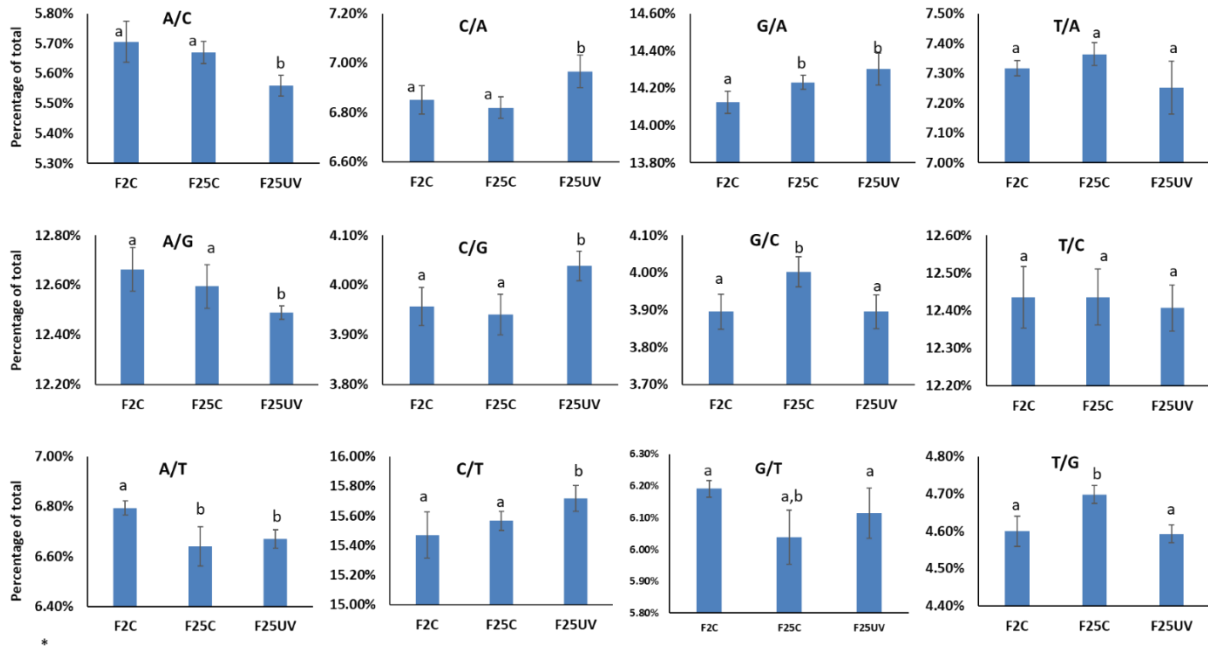 Percentage of total
A/C
5.80%
5.70%
5.60%
5.50%
5.40%
5.30%
a
a
b
F2C F25C F25UV
C/A
7.20%
7.00%
6.80%
6.60%
a
a
b
F2C F25C F25UV
G/A
14.60%
14.40%
14.20%
14.00%
13.80%
a
b
b
F2C F25C F25UV
T/A
7.50%
7.40%
7.30%
7.20%
7.10%
7.00%
a
a
a
F2C F25C F25UV
Percentage of total
A/G
12.80%
12.60%
12.40%
12.20%
a
a
b
F2C F25C F25UV
C/G
4.10%
4.00%
3.90%
3.80%
a
a
b
F2C F25C F25UV
G/C
4.10%
4.00%
3.90%
3.80%
3.70%
a
b
a
F2C F25C F25UV
T/C
12.60%
12.50%
12.40%
12.30%
12.20%
a
a
a
F2C F25C F25UV
Percentage of total
A/T
7.00%
6.80%
6.60%
6.40%
a
b
b
F2C F25C F25UV
C/T
16.00%
15.80%
15.60%
15.40%
15.20%
15.00%
a
a
b
F2C F25C F25UV
G/T
6.30%
6.20%
6.10%
6.00%
5.90%
5.80%
a
a,b
a
F2C F25C F25UV
T/G
4.80%
4.70%
4.60%
4.50%
4.40%
a
b
a
F2C F25C F25UV
*